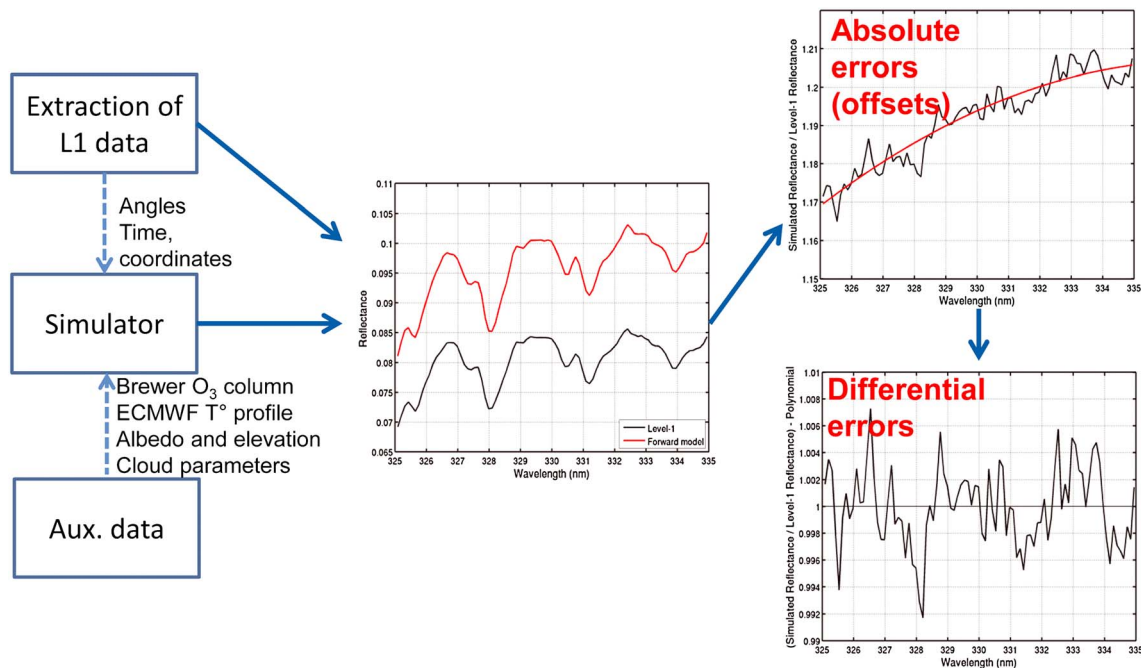 Extraction of
L1 data
Angles
Time,
coordinates
Simulator
Brewer O₃ column
ECMWF T° profile
Albedo and elevation
Cloud parameters
Aux. data
0.11
0.105
0.1
0.095
0.09
0.085
0.08
0.075
0.07
0.065
Reflectance
325 326 327 328 329 330 331 332 333 334 335
Wavelength (nm)
Level-1
Forward model
Absolute
errors
(offsets)
1.21
1.2
1.19
1.18
1.17
1.16
1.15
Simulated Reflectance / Level-1 Reflectance
325 326 327 328 329 330 331 332 333 334 335
Wavelength (nm)
Differential
errors
1.01
1.008
1.006
1.004
1.002
1
0.998
0.996
0.994
0.992
0.99
(Simulated Reflectance / Level-1 Reflectance) - Polynomial
325 326 327 328 329 330 331 332 333 334 335
Wavelength (nm)